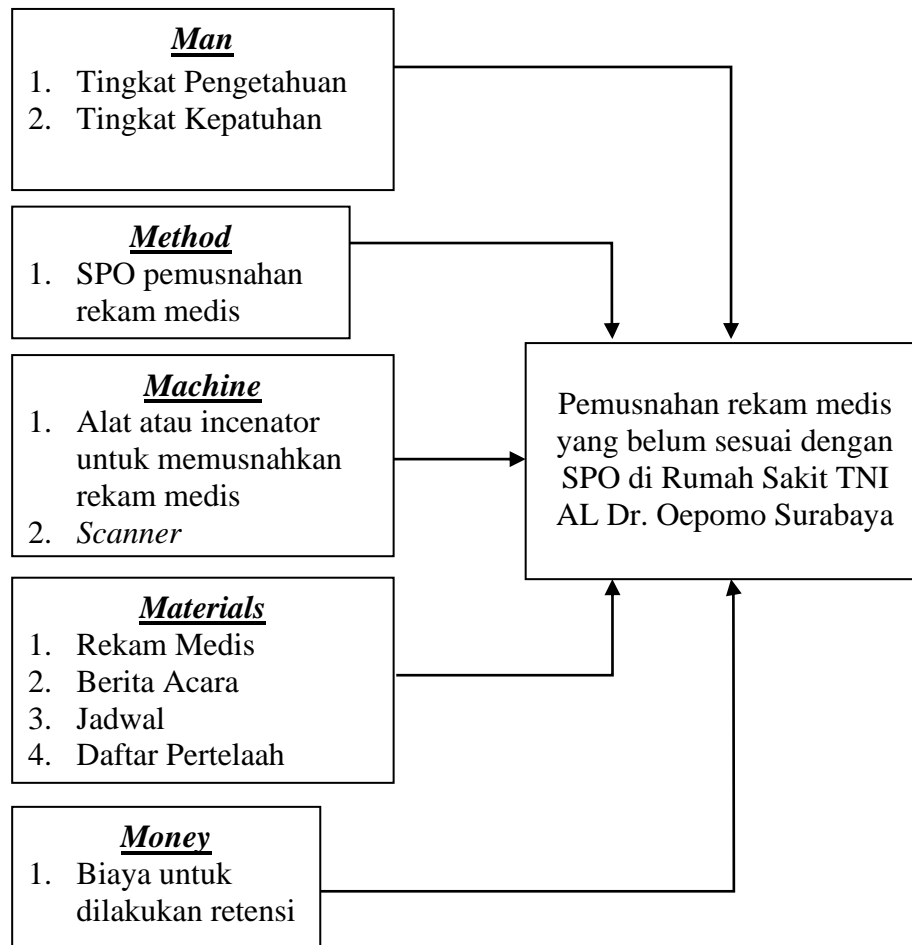 Man
1. Tingkat Pengetahuan
2. Tingkat Kepatuhan
Method
1. SPO pemusnahan
rekam medis
Machine
1. Alat atau incenator
untuk memusnahkan
rekam medis
2. Scanner
Materials
1. Rekam Medis
2. Berita Acara
3. Jadwal
4. Daftar Pertelaah
Money
1. Biaya untuk
dilakukan retensi
Pemusnahan rekam medis
yang belum sesuai dengan
SPO di Rumah Sakit TNI
AL Dr. Oepomo Surabaya